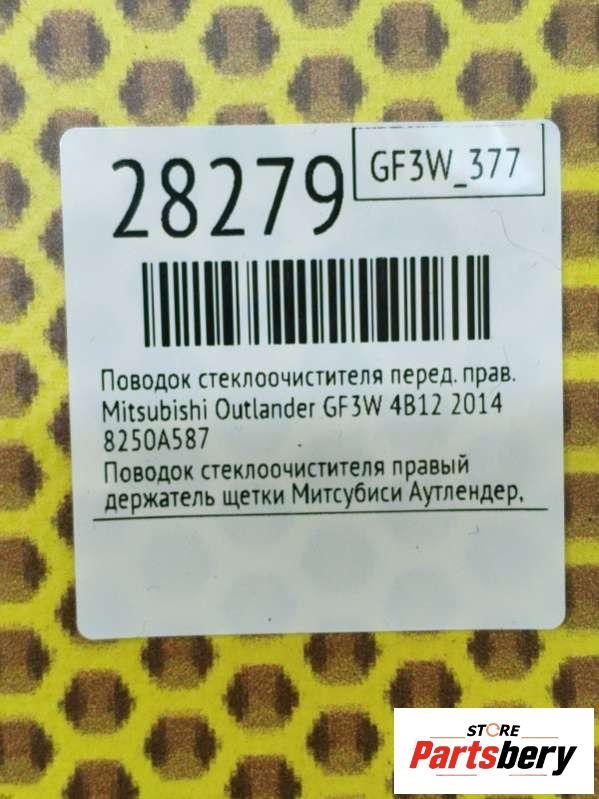 28279
GF3W_377
Поводок стеклоочистителя перед. прав.
Mitsubishi Outlander GF3W 4B12 2014
8250A587
Поводок стеклоочистителя правый
держатель щетки Митсубиси Аутлендер,
STORE
Partsbery